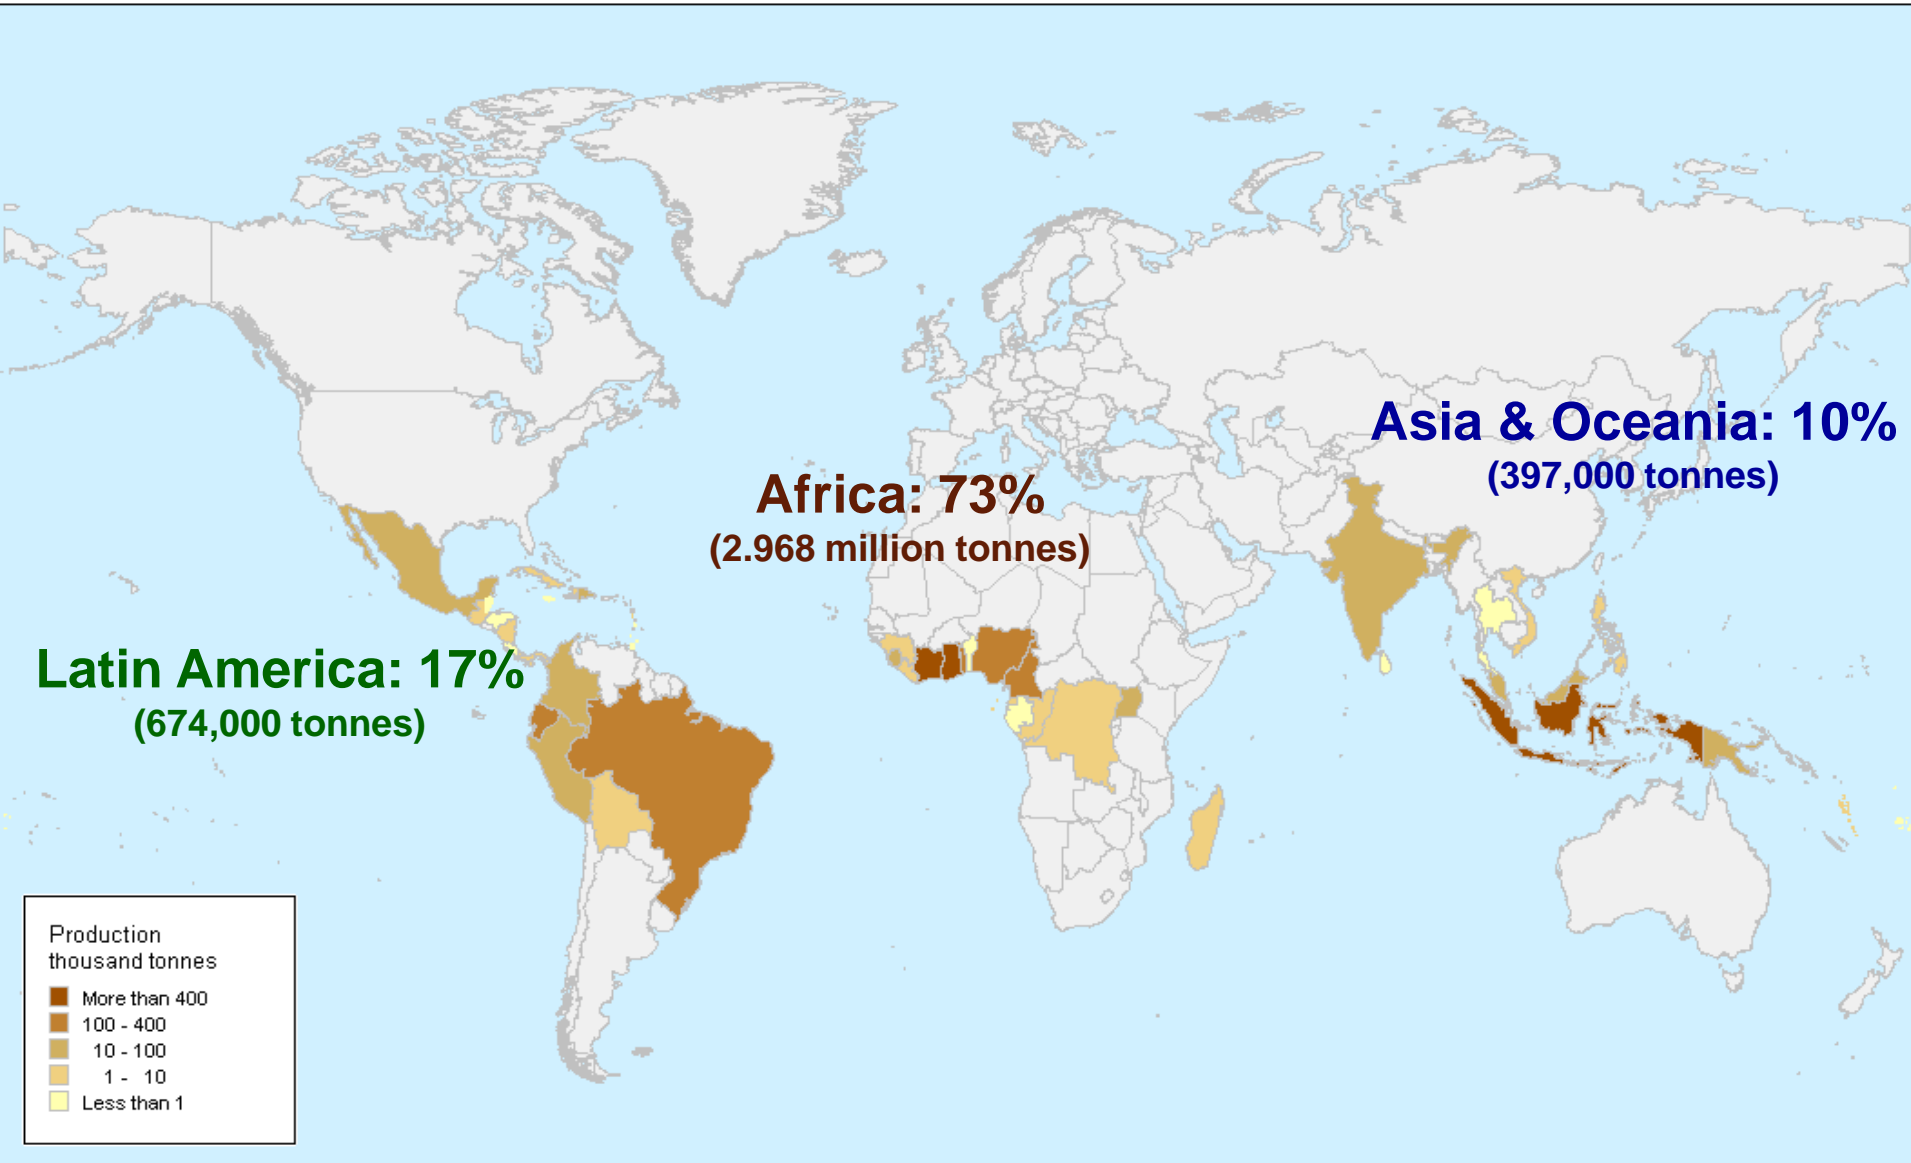 Asia & Oceania: 10%
(397,000 tonnes)
Africa: 73%
(2.968 million tonnes)
Latin America: 17%
(674,000 tonnes)
Production
thousand tonnes
More than 400
100 - 400
10 - 100
1 - 10
Less than 1